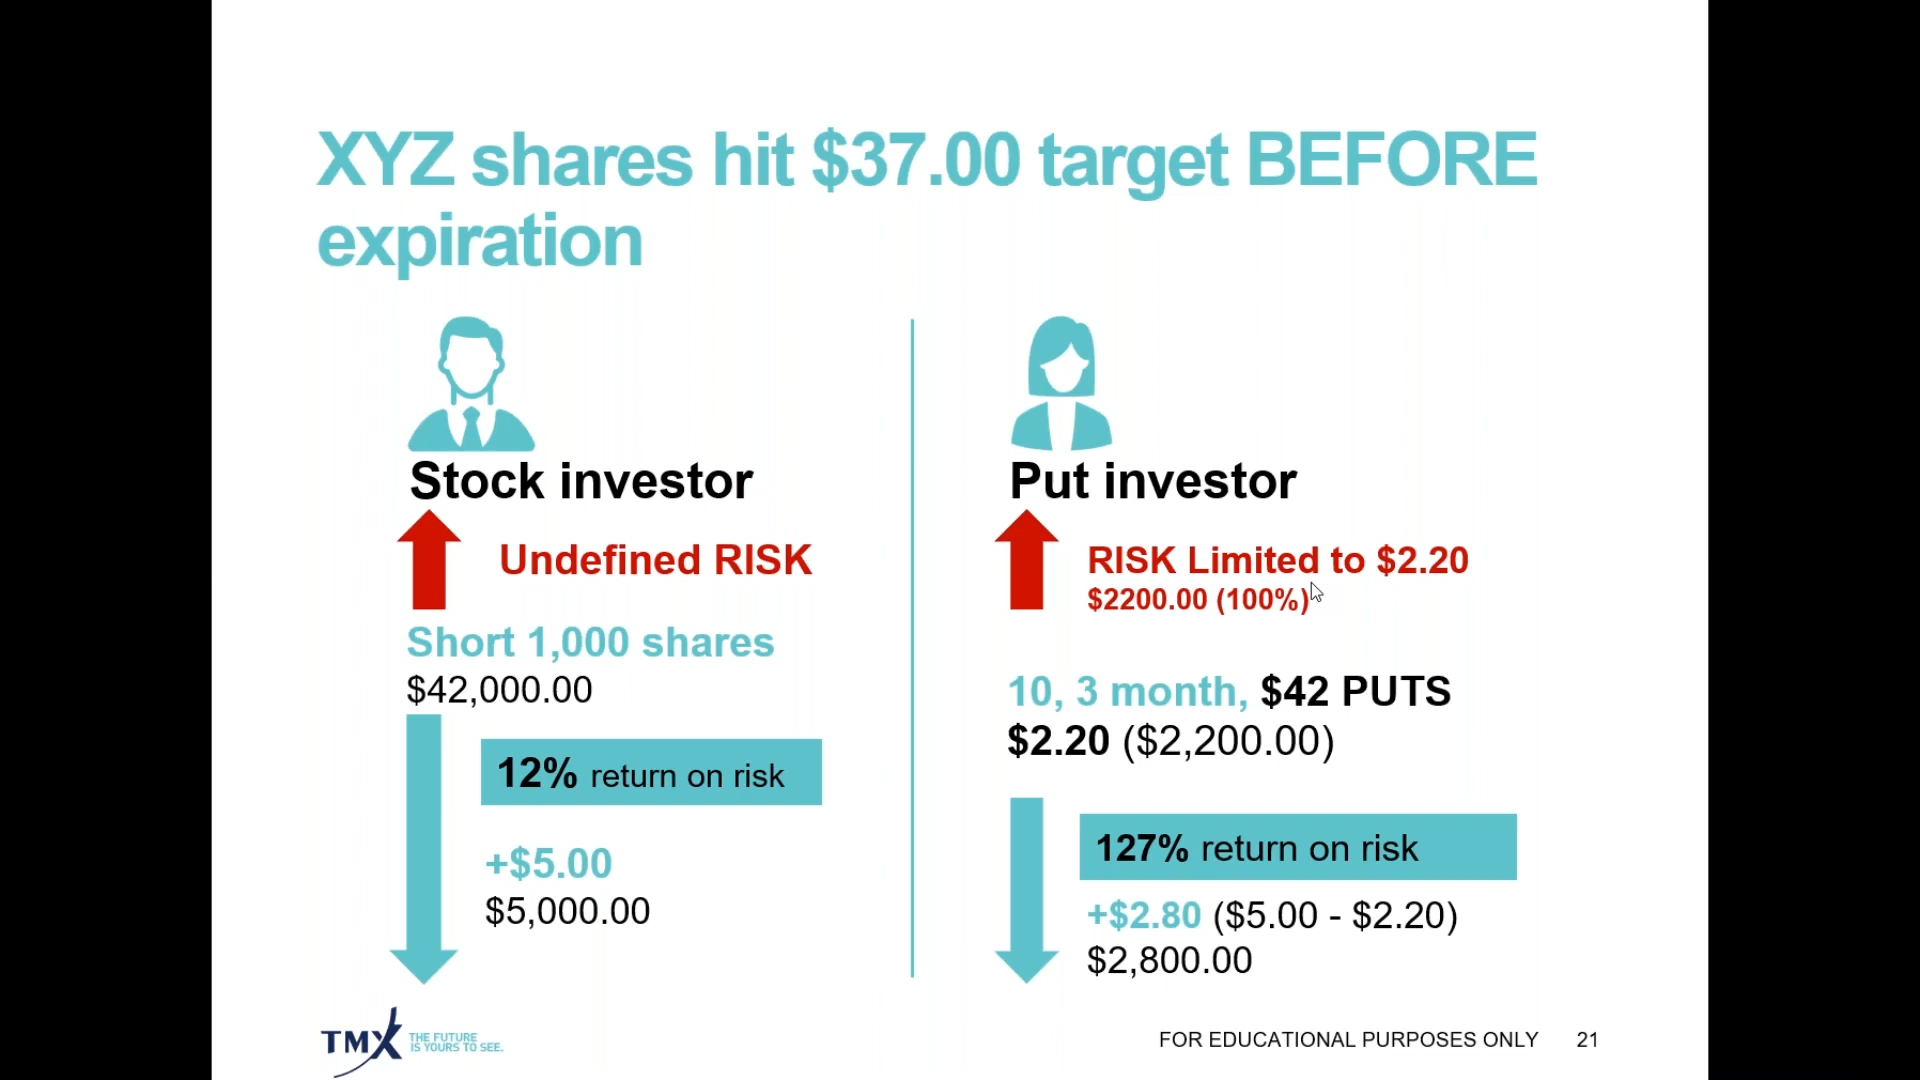 XYZ shares hit $37.00 target BEFORE
expiration
Stock investor
Undefined RISK
Short 1,000 shares
$42,000.00
12% return on risk
+$5.00
$5,000.00
Put investor
RISK Limited to $2.20
$2200.00 (100%)
10, 3 month, $42 PUTS
$2.20 ($2,200.00)
127% return on risk
+$2.80 ($5.00 - $2.20)
$2,800.00
TMX THE FUTURE
IS YOURS TO SEE.
FOR EDUCATIONAL PURPOSES ONLY 21